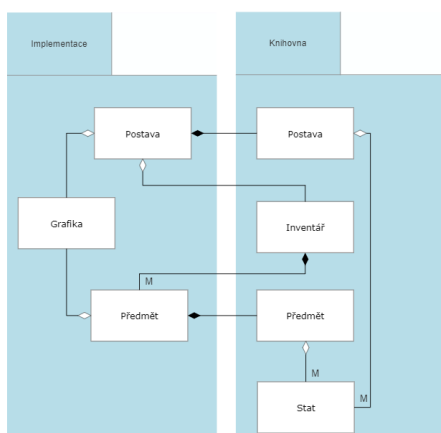 Implementace
Knihovna
Postava
Postava
Grafika
Inventář
M
Předmět
Předmět
M
Stat
M